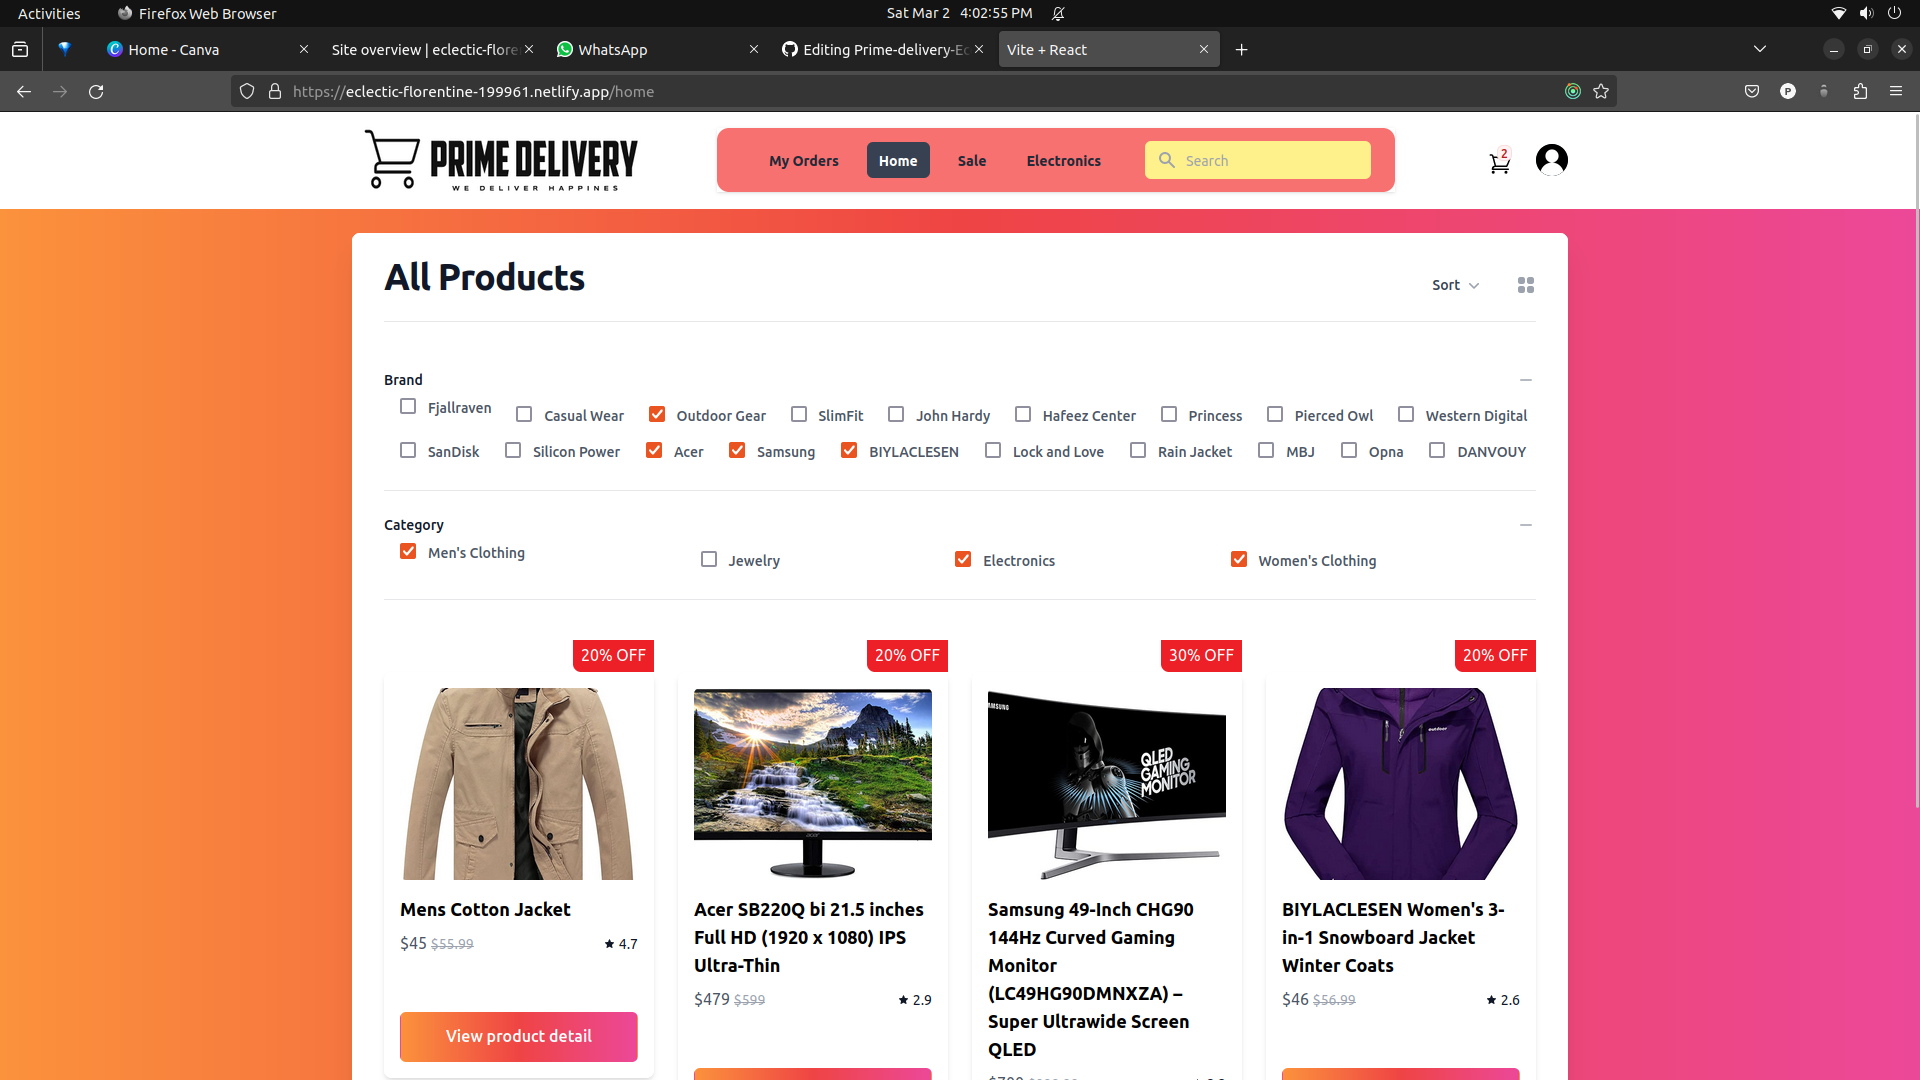 Activities Firefox Web Browser Sat Mar 2 4:02:55 PM
Home - Canva Site overview | eclectic-flore WhatsApp Editing Prime-delivery-Ec Vite + React
https://eclectic-florentine-199961.netlify.app/home
PRIME DELIVERY
WE DELIVER HAPPINES
My Orders Home Sale Electronics Search 2
All Products
Sort
Brand
Fjallraven Casual Wear Outdoor Gear SlimFit John Hardy Hafeez Center Princess Pierced Owl Western Digital
SanDisk Silicon Power Acer Samsung BIYLACLESEN Lock and Love Rain Jacket MBJ Opna DANVOUY
Category
Men's Clothing Jewelry Electronics Women's Clothing
20% OFF 20% OFF 30% OFF 20% OFF
SAMSUNG
outdoor
QLED
GAMING
MONITOR
acer
Mens Cotton Jacket
$45 $55.99 4.7
View product detail
Acer SB220Q bi 21.5 inches
Full HD (1920 x 1080) IPS
Ultra-Thin
$479 $599 2.9
Samsung 49-Inch CHG90
144Hz Curved Gaming
Monitor
(LC49HG90DMNXZA) –
Super Ultrawide Screen
QLED
BIYLACLESEN Women's 3-
in-1 Snowboard Jacket
Winter Coats
$46 $56.99 2.6